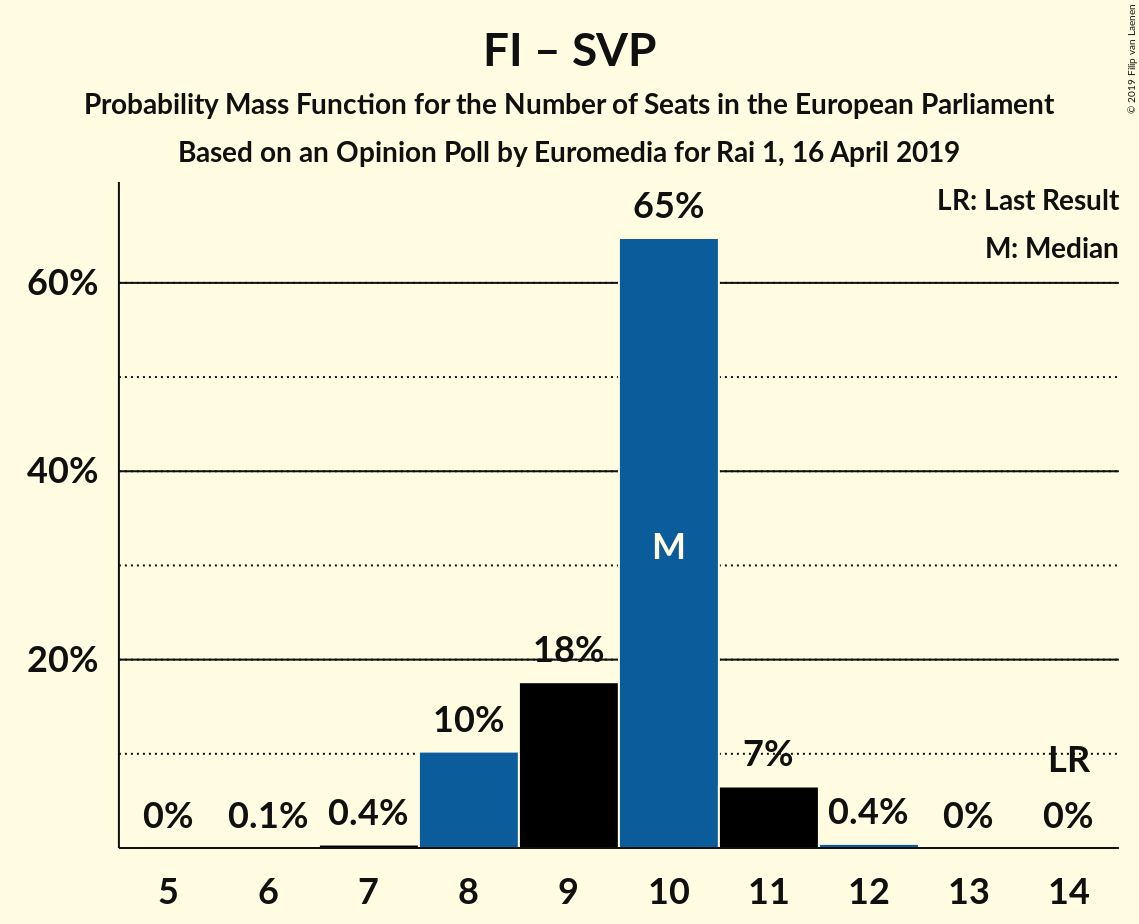 FI – SVP
Probability Mass Function for the Number of Seats in the European Parliament
Based on an Opinion Poll by Euromedia for Rai 1, 16 April 2019
© 2019 Filip van Laenen
LR: Last Result
M: Median
60%
40%
20%
0%
0.1%
0.4%
10%
18%
65%
M
7%
0.4%
0%
LR
0%
5 6 7 8 9 10 11 12 13 14